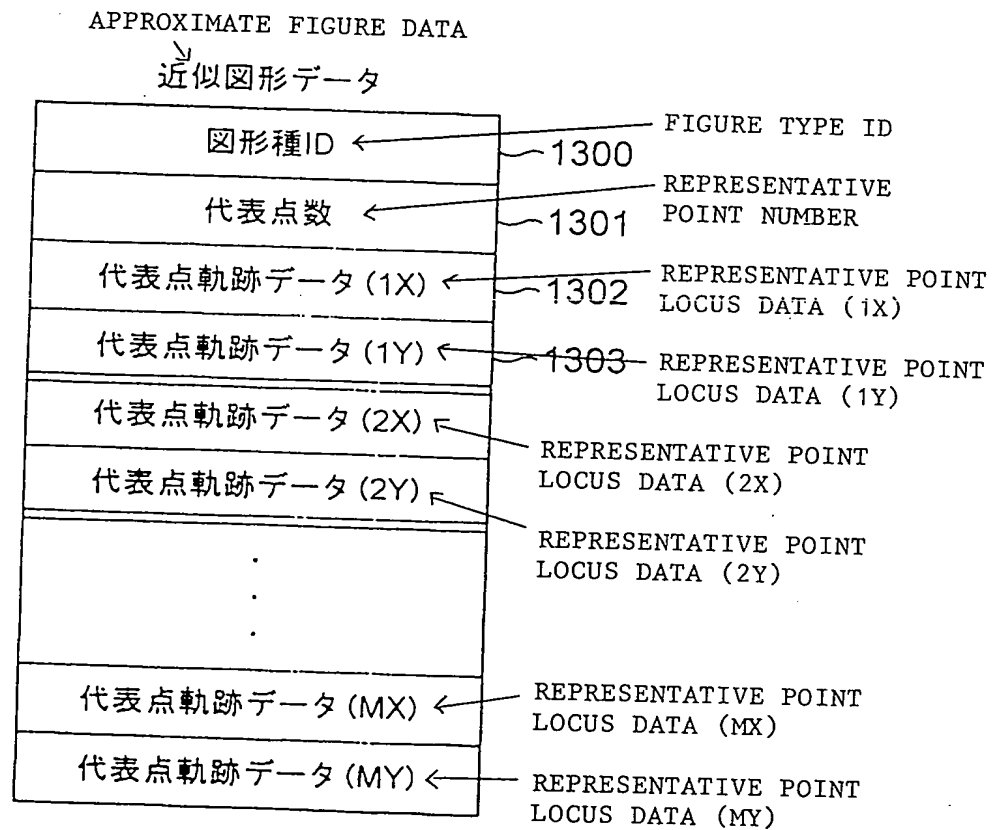 APPROXIMATE FIGURE DATA
近似図形データ
図形種ID
1300
FIGURE TYPE ID
代表点数
1301
REPRESENTATIVE
POINT NUMBER
代表点軌跡データ(1X)
1302
REPRESENTATIVE POINT
LOCUS DATA (1X)
代表点軌跡データ(1Y)
1303
REPRESENTATIVE POINT
LOCUS DATA (1Y)
代表点軌跡データ(2X)
REPRESENTATIVE POINT
LOCUS DATA (2X)
代表点軌跡データ(2Y)
REPRESENTATIVE POINT
LOCUS DATA (2Y)
代表点軌跡データ(MX)
REPRESENTATIVE POINT
LOCUS DATA (MX)
代表点軌跡データ(MY)
REPRESENTATIVE POINT
LOCUS DATA (MY)